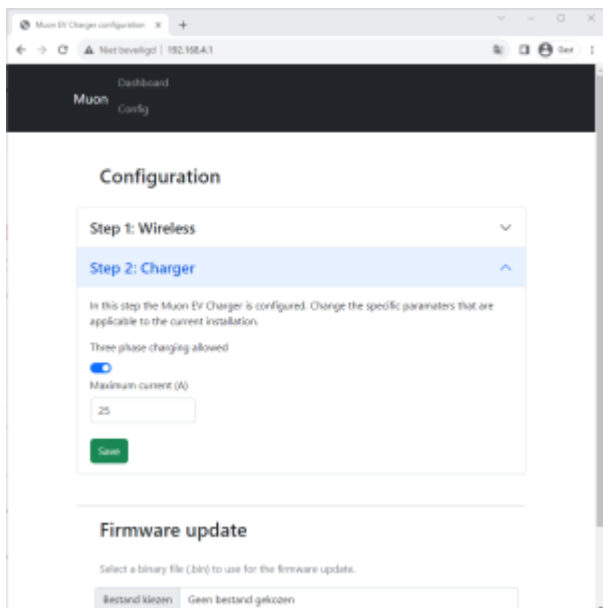 Muon EV Charger configuration
Niet beveiligd | 192.168.4.1
Gast
Dashboard
Muon
Config
Configuration
Step 1: Wireless
Step 2: Charger
In this step the Muon EV Charger is configured. Change the specific paramaters that are
applicable to the current installation.
Three phase charging allowed
Maximum current (A)
25
Save
Firmware update
Select a binary file (.bin) to use for the firmware update.
Bestand kiezen Geen bestand gekozen